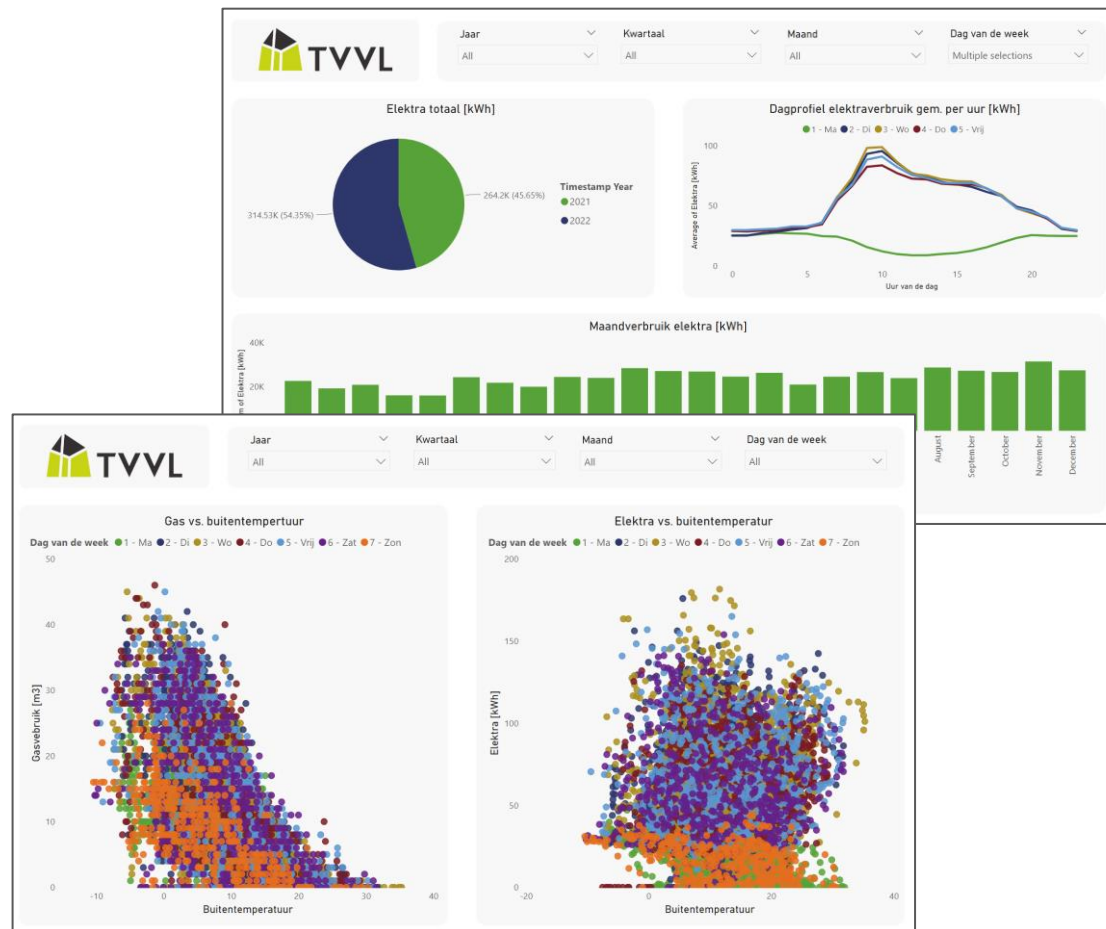 TVVL
Jaar
Kwartaal
Maand
Dag van de week
All
All
All
Multiple selections
Elektra totaal [kWh]
314.53K (54.35%)
264.2K (45.65%)
Timestamp Year
2021
2022
Dagprofiel elektraverbruik gem. per uur [kWh]
1 - Ma 2 - Di 3 - Wo 4 - Do 5 - Vrij
Average of Elektra [kWh]
100
50
0
0 5 10 15 20
Uur van de dag
Maandverbruik elektra [kWh]
40K
20K
m of Elektra [kWh]
August
September
October
November
December
TVVL
Jaar
Kwartaal
Maand
Dag van de week
All
All
All
All
Gas vs. buitentempertuur
Dag van de week 1 - Ma 2 - Di 3 - Wo 4 - Do 5 - Vrij 6 - Zat 7 - Zon
Gasvebruik [m3]
50
40
30
20
10
0
-10 0 10 20 30 40
Buitentemperatuur
Elektra vs. buitentemperatur
Dag van de week 1 - Ma 2 - Di 3 - Wo 4 - Do 5 - Vrij 6 - Zat 7 - Zon
Elektra [kWh]
200
150
100
50
0
-20 0 20 40
Buitentemperatuur